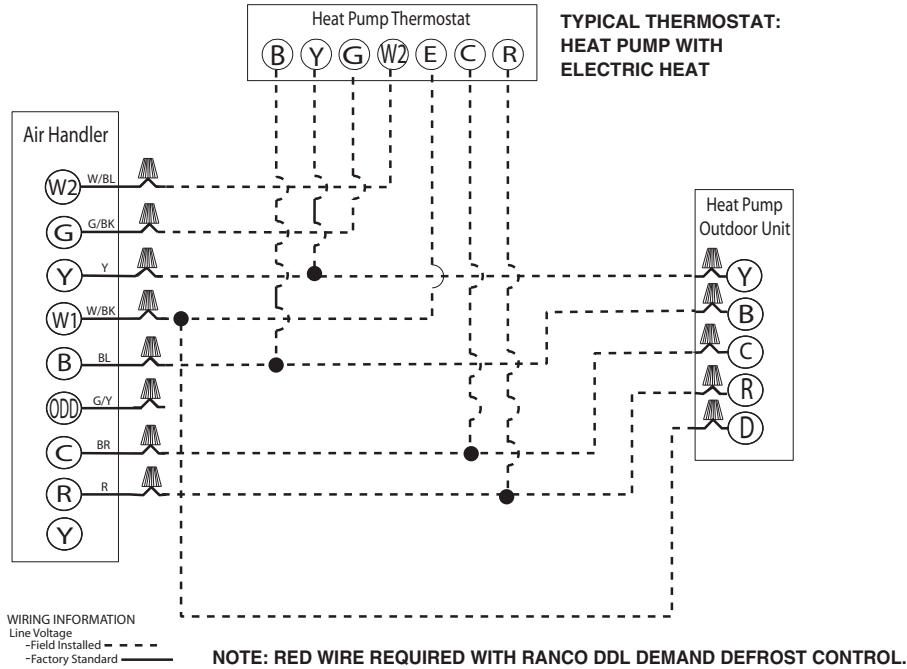 Heat Pump Thermostat
B Y G W2 E C R
TYPICAL THERMOSTAT:
HEAT PUMP WITH
ELECTRIC HEAT
Air Handler
W2 W/BL
G G/BK
Y Y
W1 W/BK
B BL
ODD G/Y
C BR
R R
Y
Heat Pump
Outdoor Unit
Y
B
C
R
D
WIRING INFORMATION
Line Voltage
-Field Installed
-Factory Standard
NOTE: RED WIRE REQUIRED WITH RANCO DDL DEMAND DEFROST CONTROL.